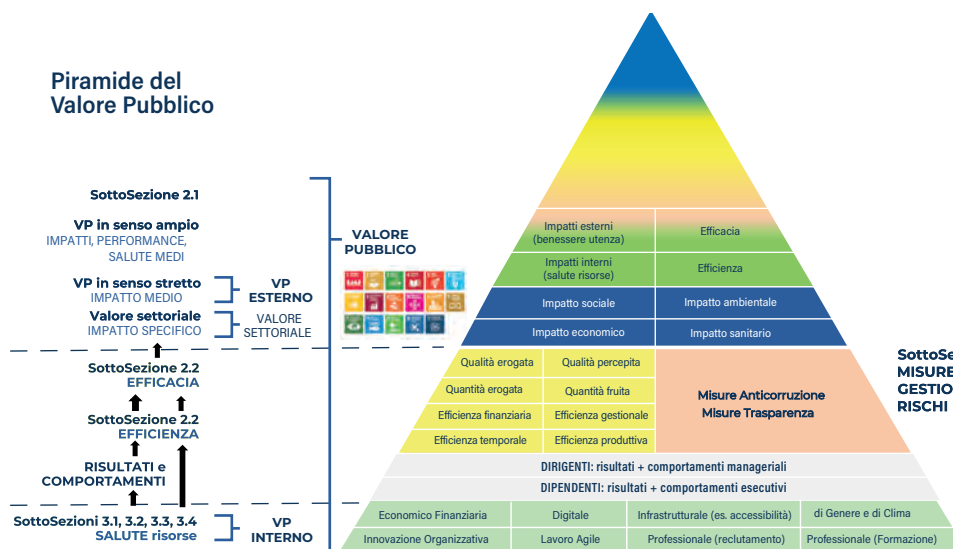 Piramide del
Valore Pubblico
SottoSezione 2.1
VP in senso ampio
IMPATTI, PERFORMANCE,
SALUTE MEDI
VP in senso stretto
IMPATTO MEDIO
Valore settoriale
IMPATTO SPECIFICO
VP
ESTERNO
VALORE
SETTORIALE
VALORE
PUBBLICO
SottoSezione 2.2
EFFICACIA
SottoSezione 2.2
EFFICIENZA
RISULTATI e
COMPORTAMENTI
SottoSezioni 3.1, 3.2, 3.3, 3.4
SALUTE risorse
VP
INTERNO
Impatti esterni
(benessere utenza)
Efficacia
Impatti interni
(salute risorse)
Efficienza
Impatto sociale
Impatto ambientale
Impatto economico
Impatto sanitario
Qualità erogata
Qualità percepita
Quantità erogata
Quantità fruita
Efficienza finanziaria
Efficienza gestionale
Efficienza temporale
Efficienza produttiva
Misure Anticorruzione
Misure Trasparenza
SottoSe
MISURE
GESTIO
RISCHI
DIRIGENTI: risultati + comportamenti manageriali
DIPENDENTI: risultati + comportamenti esecutivi
Economico Finanziaria
Digitale
Infrastrutturale (es. accessibilità)
di Genere e di Clima
Innovazione Organizzativa
Lavoro Agile
Professionale (reclutamento)
Professionale (Formazione)